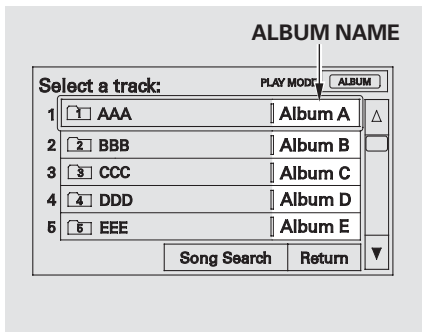 ALBUM NAME
Select a track: PLAY MODE ALBUM
1 1 AAA Album A
2 2 BBB Album B
3 3 CCC Album C
4 4 DDD Album D
5 5 EEE Album E
Song Search Return